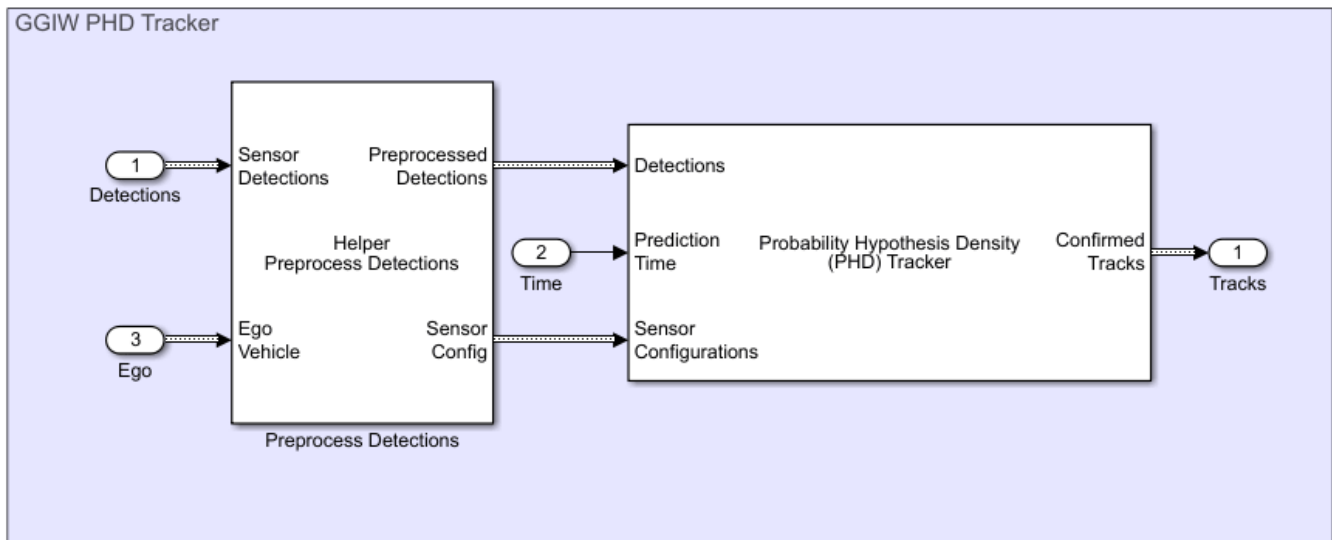 GGIW PHD Tracker
1
Detections
Sensor
Detections
Preprocessed
Detections
Helper
Preprocess Detections
3
Ego
Ego
Vehicle
Sensor
Config
Preprocess Detections
2
Time
Detections
Prediction
Time
Probability Hypothesis Density
(PHD) Tracker
Confirmed
Tracks
Sensor
Configurations
1
Tracks